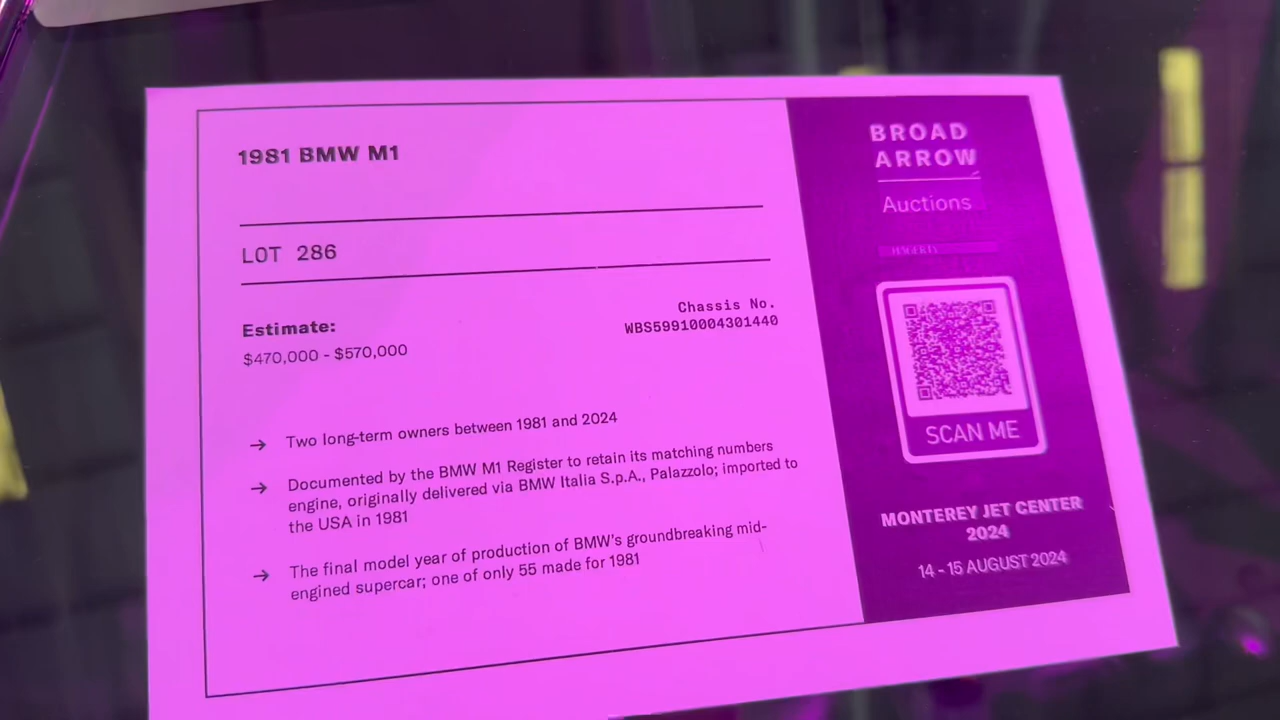 1981 BMW M1
LOT 286
Estimate:
$470,000 - $570,000
Chassis No.
WBS59910004301440
→ Two long-term owners between 1981 and 2024
→ Documented by the BMW M1 Register to retain its matching numbers
engine, originally delivered via BMW Italia S.p.A., Palazzolo; imported to
the USA in 1981
→ The final model year of production of BMW's groundbreaking mid-
engined supercar; one of only 55 made for 1981
BROAD
ARROW
Auctions
HAGERTY
SCAN ME
MONTEREY JET CENTER
2024
14 - 15 AUGUST 2024